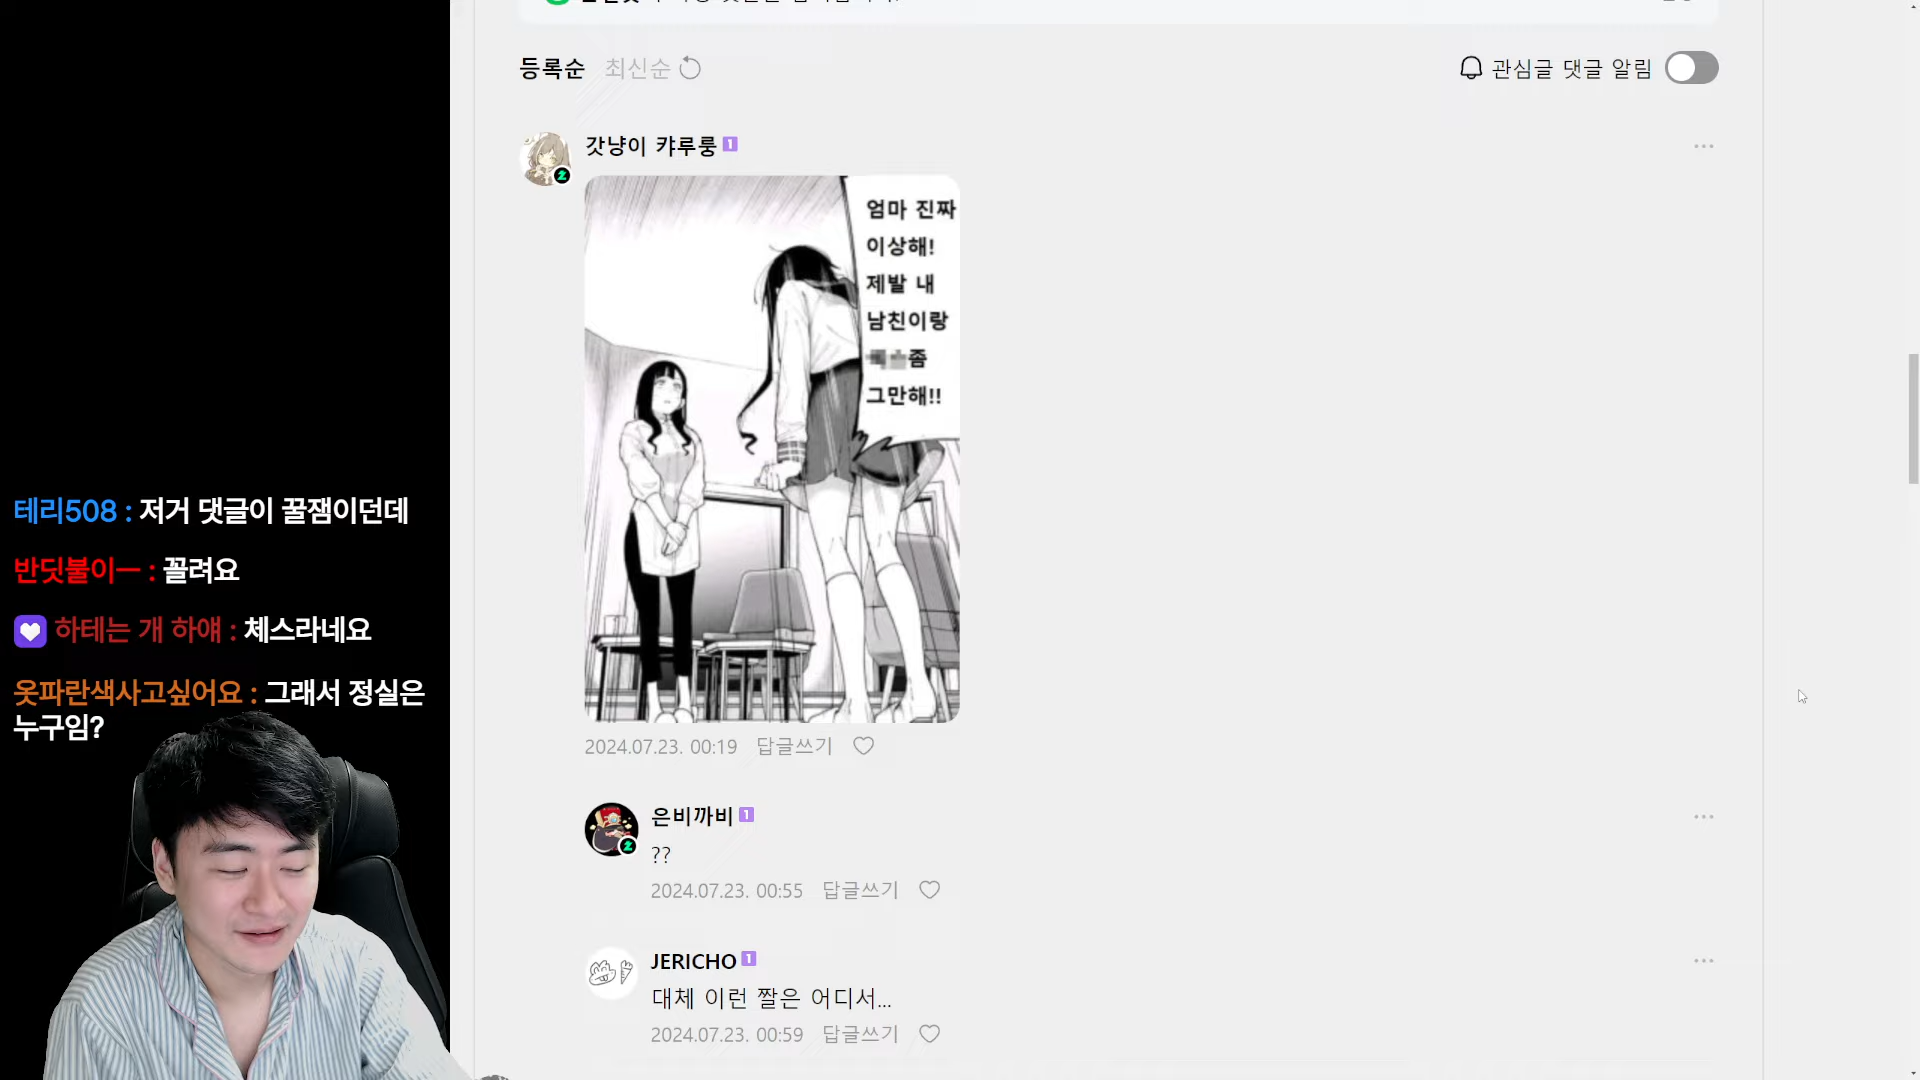 등록순 최신순
관심글 댓글 알림
갓냥이 캬루룽 1
엄마 진짜
이상해!
제발 내
남친이랑
좀
그만해!!
2024.07.23. 00:19 답글쓰기
은비까비 1
??
2024.07.23. 00:55 답글쓰기
JERICHO 1
대체 이런 짤은 어디서...
2024.07.23. 00:59 답글쓰기
테리508 : 저거 댓글이 꿀잼이던데
반딧불이ㅡ : 꼴려요
하테는 개 하얘 : 체스라네요
옷파란색사고싶어요 : 그래서 정실은
누구임?